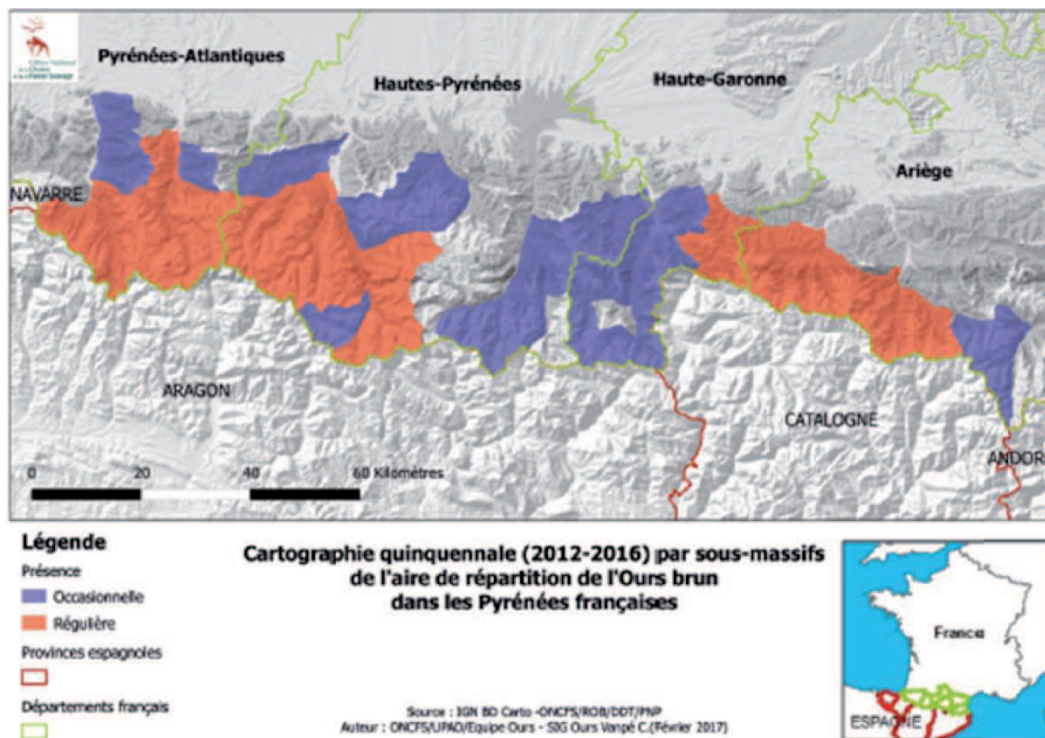 Pyrénées-Atlantiques
Hautes-Pyrénées
Haute-Garonne
Ariège
NAVARRE
ARAGON
CATALOGNE
ANDORR
0 20 40 60 Kilomètres
Légende
Présence
Occasionnelle
Régulière
Provinces espagnoles
Départements français
Cartographie quinquennale (2012-2016) par sous-massifs
de l'aire de répartition de l'Ours brun
dans les Pyrénées françaises
Source : IGN BD Carto -ONCFS/ROB/DDT/PNP
Auteur : ONCFS/UPAO/Equipe Ours - SIG Ours Vanpé C.(Février 2017)
France
ESPAGNE